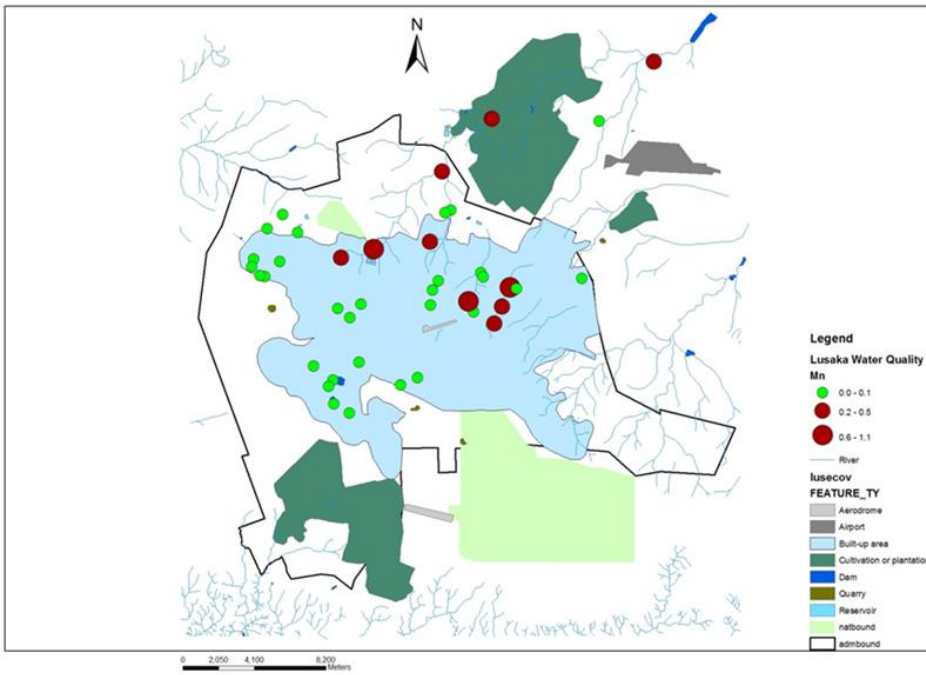 N
Legend
Lusaka Water Quality
Mn
0.0 - 0.1
0.2 - 0.5
0.6 - 1.1
River
lusecov
FEATURE_TY
Aerodrome
Airport
Built-up area
Cultivation or plantation
Dam
Quarry
Reservoir
natbound
admbound
0 2,050 4,100 8,200
Meters